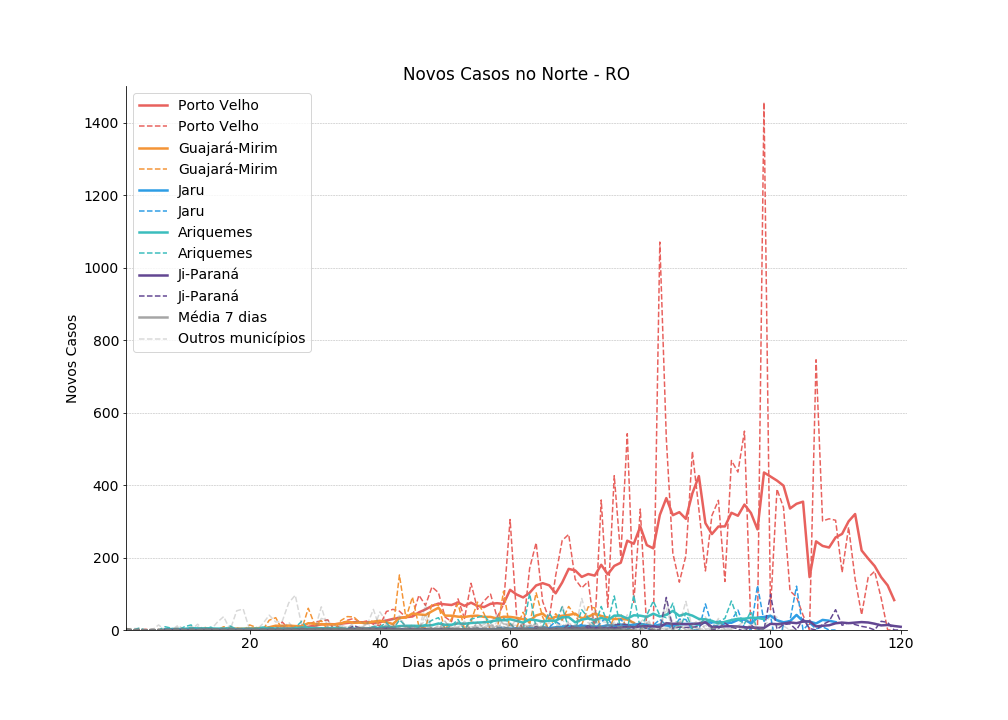 Novos Casos no Norte - RO
Porto Velho
Porto Velho
Guajará-Mirim
Guajará-Mirim
Jaru
Jaru
Ariquemes
Ariquemes
Ji-Paraná
Ji-Paraná
Média 7 dias
Outros municípios
Novos Casos
1400
1200
1000
800
600
400
200
0
20
40
60
80
100
120
Dias após o primeiro confirmado